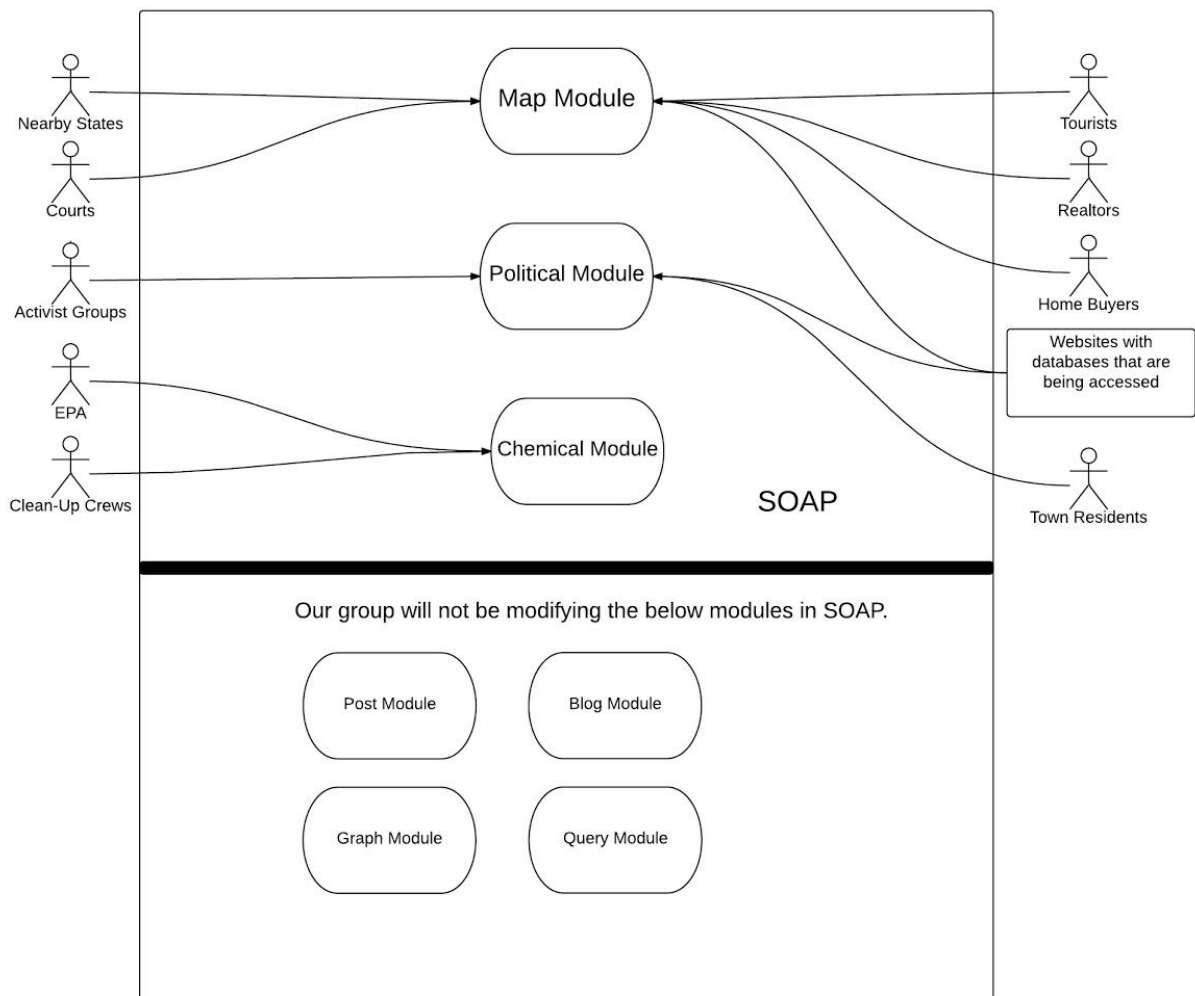 Map Module
Nearby States
Tourists
Courts
Realtors
Political Module
Activist Groups
Home Buyers
Websites with
databases that are
being accessed
EPA
Chemical Module
Clean-Up Crews
SOAP
Town Residents
Our group will not be modifying the below modules in SOAP.
Post Module
Blog Module
Graph Module
Query Module